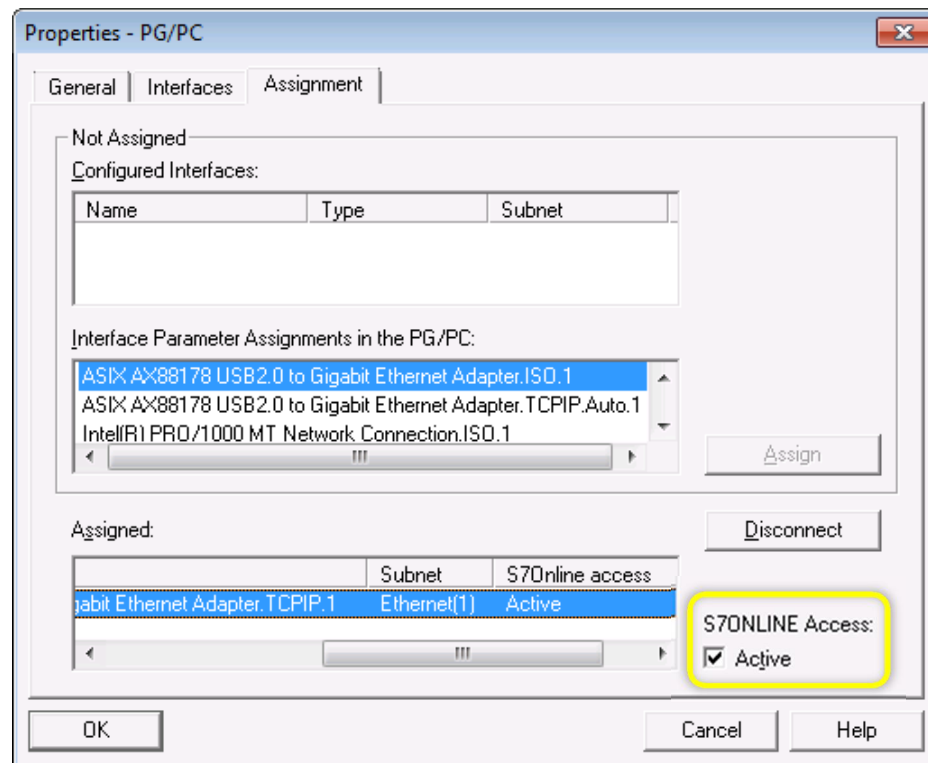 Properties - PG/PC
General Interfaces Assignment
Not Assigned
Configured Interfaces:
Name Type Subnet
Interface Parameter Assignments in the PG/PC:
ASIX AX88178 USB2.0 to Gigabit Ethernet Adapter.ISO.1
ASIX AX88178 USB2.0 to Gigabit Ethernet Adapter.TCPIP.Auto.1
Intel(R) PRO/1000 MT Network Connection.ISO.1
Assign
Assigned:
Disconnect
Subnet S7Online access
gabit Ethernet Adapter.TCPIP.1 Ethernet(1) Active
S7ONLINE Access:
Active
OK Cancel Help